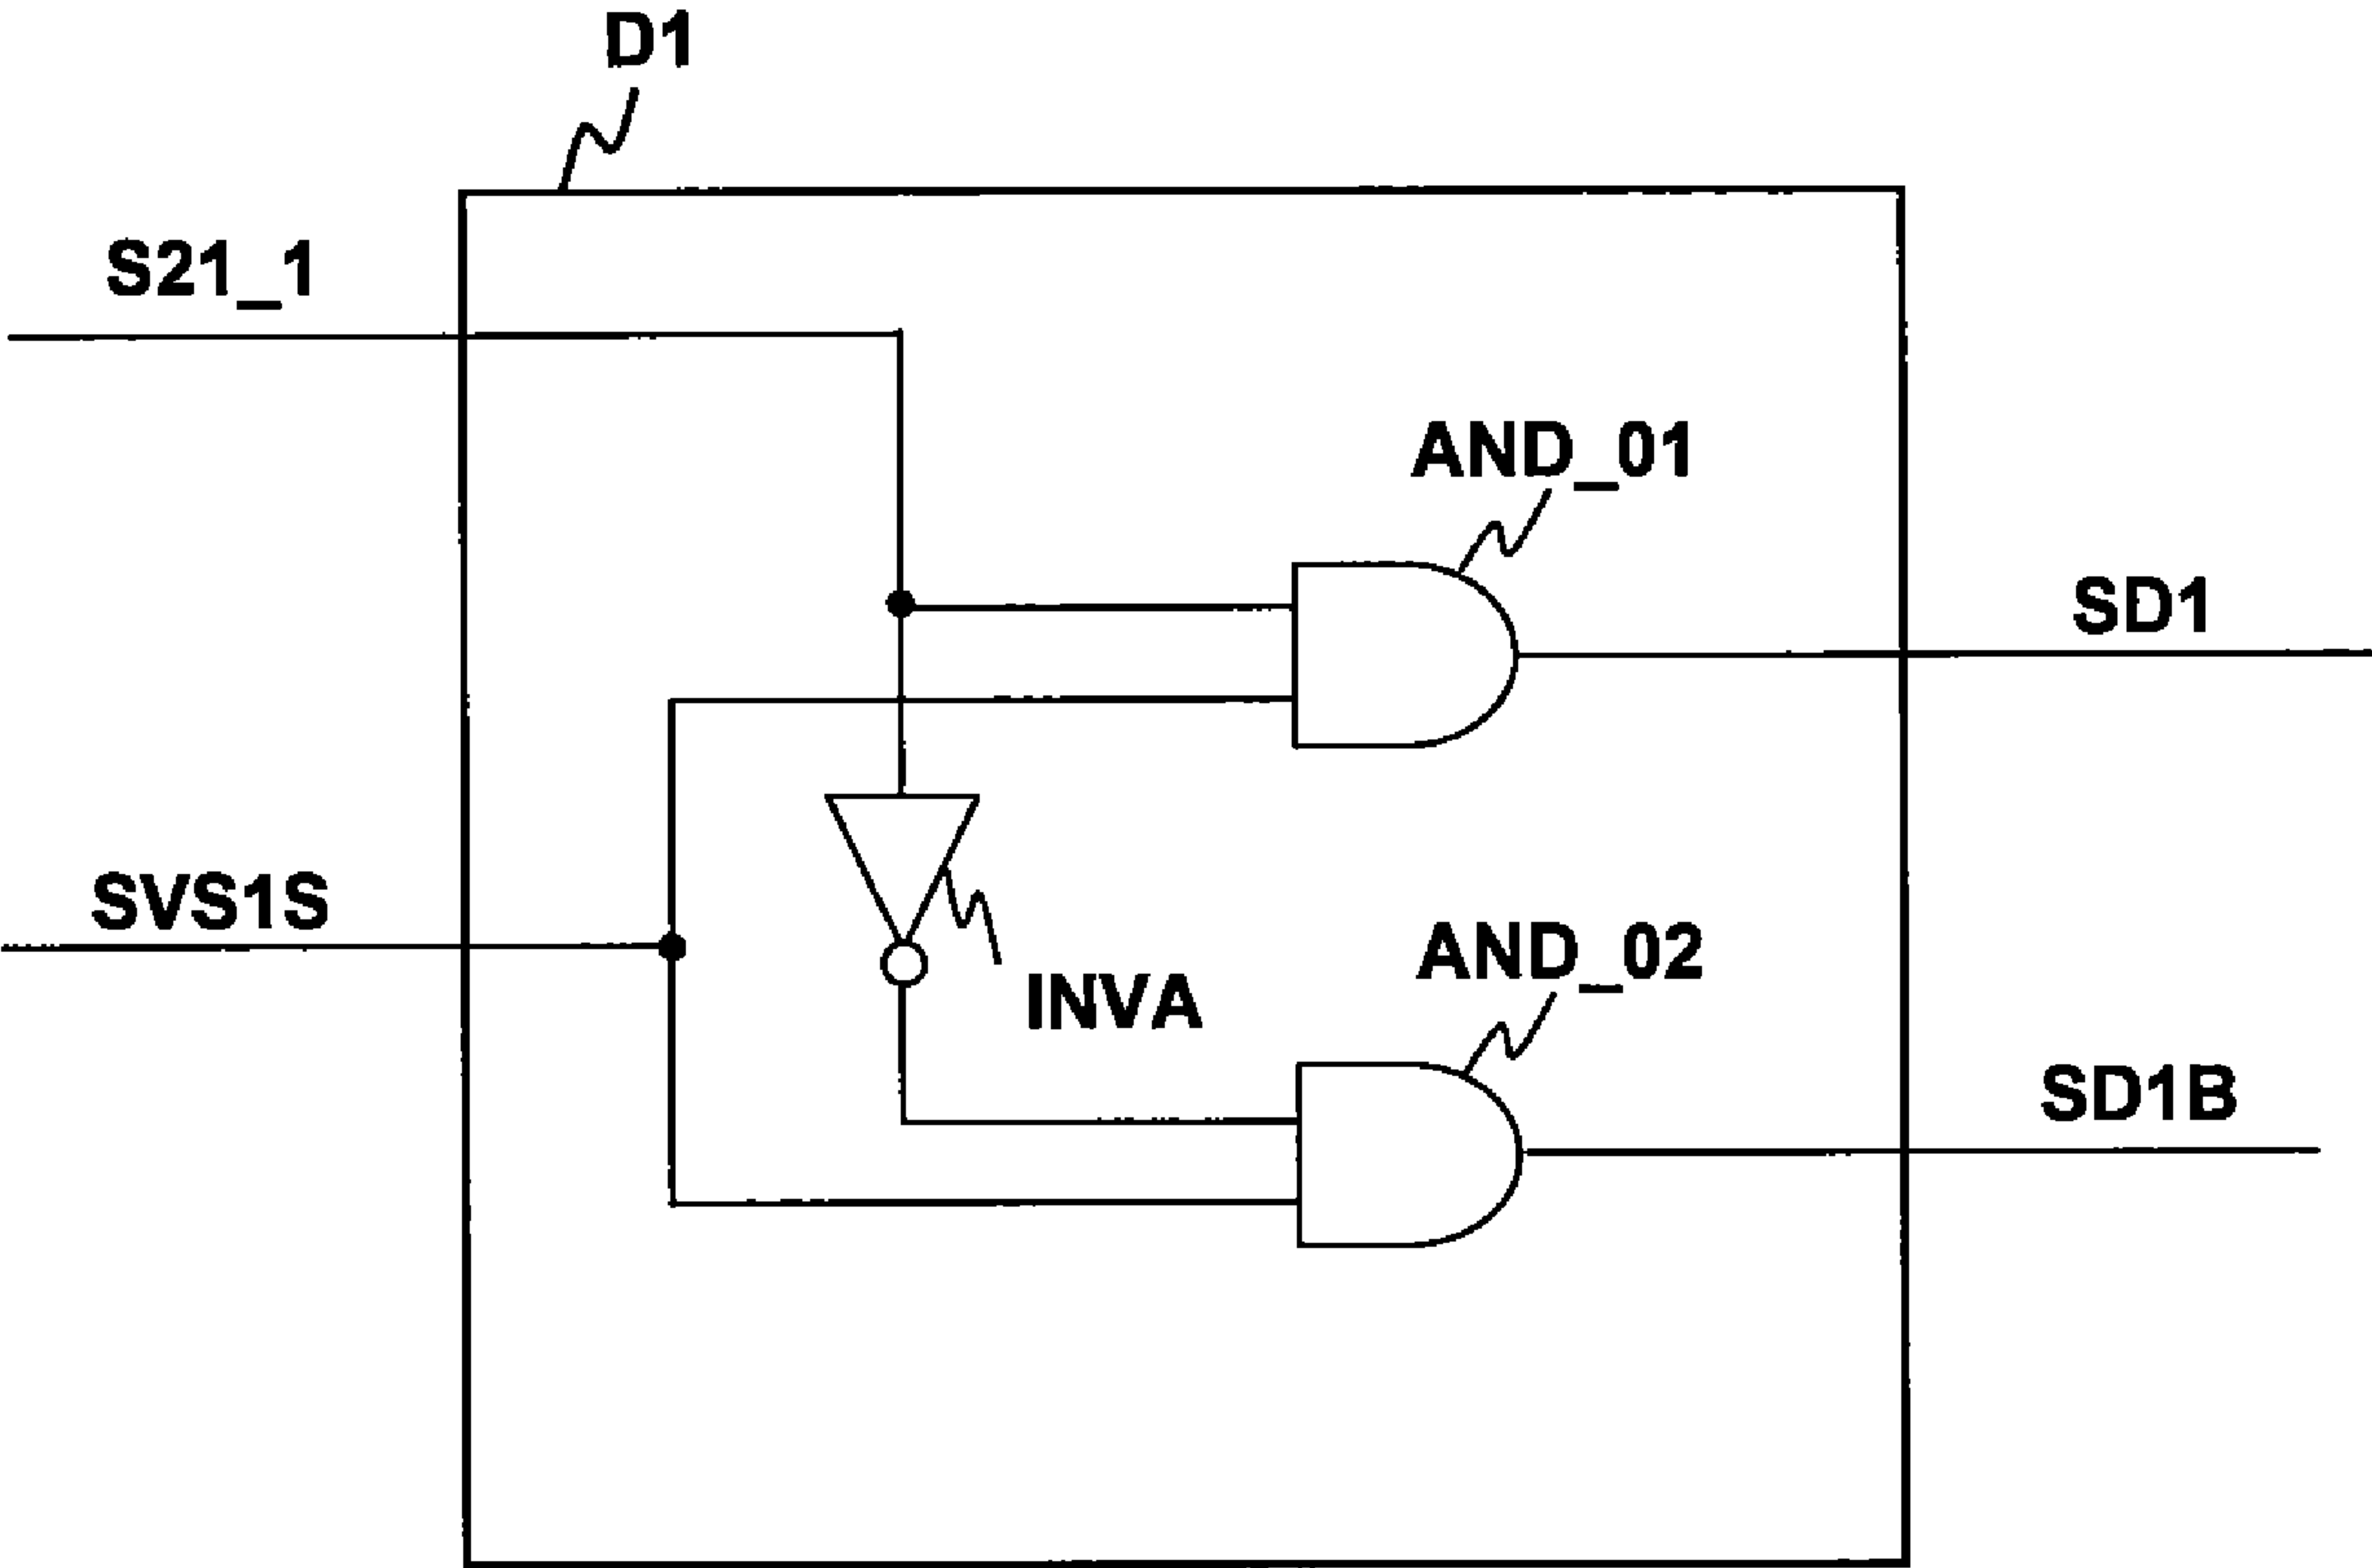 D1
S21_1
AND_01
SD1
SVS1S
AND_02
INVA
SD1B